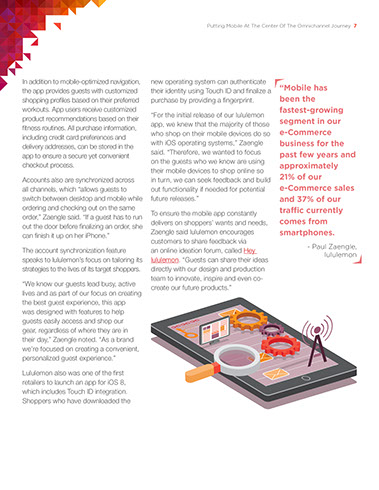 Putting Mobile At The Center Of The Omnichannel Journey 7
In addition to mobile-optimized navigation,
the app provides guests with customized
shopping profiles based on their preferred
workouts. App users receive customized
product recommendations based on their
fitness routines. All purchase information,
including credit card preferences and
delivery addresses, can be stored in the
app to ensure a secure yet convenient
checkout process.
Accounts also are synchronized across
all channels, which “allows guests to
switch between desktop and mobile while
ordering and checking out on the same
order,” Zaengle said. “If a guest has to run
out the door before finalizing an order, she
can finish it up on her iPhone.”
The account synchronization feature
speaks to lululemon’s focus on tailoring its
strategies to the lives of its target shoppers.
“We know our guests lead busy, active
lives and as part of our focus on creating
the best guest experience, this app
was designed with features to help
guests easily access and shop our
gear, regardless of where they are in
their day,” Zaengle noted. “As a brand
we’re focused on creating a convenient,
personalized guest experience.”
Lululemon also was one of the first
retailers to launch an app for iOS 8,
which includes Touch ID integration.
Shoppers who have downloaded the
new operating system can authenticate
their identity using Touch ID and finalize a
purchase by providing a fingerprint.
“For the initial release of our lululemon
app, we knew that the majority of those
who shop on their mobile devices do so
with iOS operating systems,” Zaengle
said. “Therefore, we wanted to focus
on the guests who we know are using
their mobile devices to shop online so
in turn, we can seek feedback and build
out functionality if needed for potential
future releases.”
To ensure the mobile app constantly
delivers on shoppers’ wants and needs,
Zaengle said lululemon encourages
customers to share feedback via
an online ideation forum, called Hey
lululemon. “Guests can share their ideas
directly with our design and production
team to innovate, inspire and even co-
create our future products.”
“Mobile has
been the
fastest-growing
segment in our
e-Commerce
business for the
past few years and
approximately
21% of our
e-Commerce sales
and 37% of our
traffic currently
comes from
smartphones.
- Paul Zaengle,
lululemon